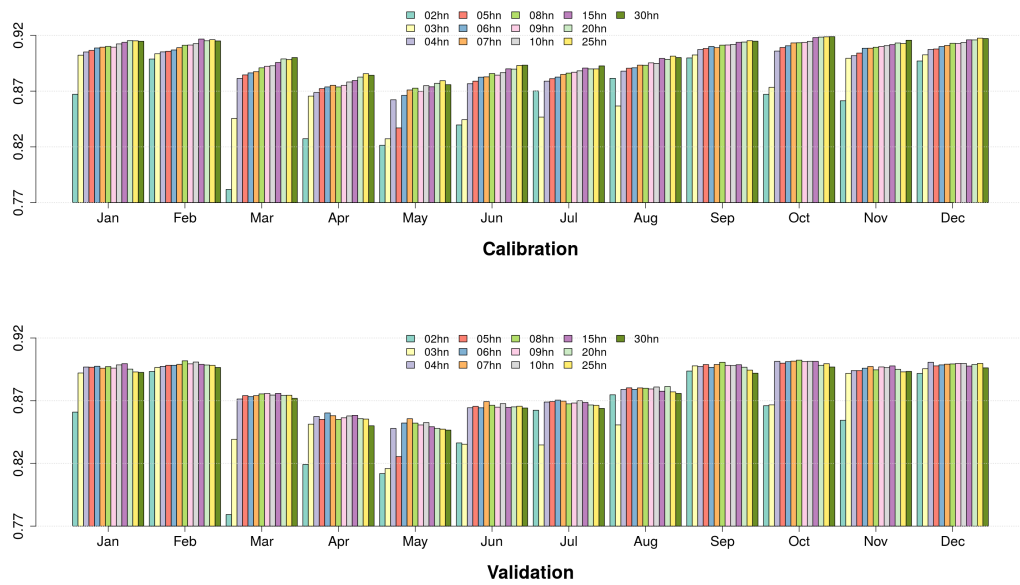 02hn 05hn 08hn 15hn 30hn
03hn 06hn 09hn 20hn
04hn 07hn 10hn 25hn
0.92
0.87
0.82
0.77
Jan Feb Mar Apr May Jun Jul Aug Sep Oct Nov Dec
Calibration
02hn 05hn 08hn 15hn 30hn
03hn 06hn 09hn 20hn
04hn 07hn 10hn 25hn
0.92
0.87
0.82
0.77
Jan Feb Mar Apr May Jun Jul Aug Sep Oct Nov Dec
Validation